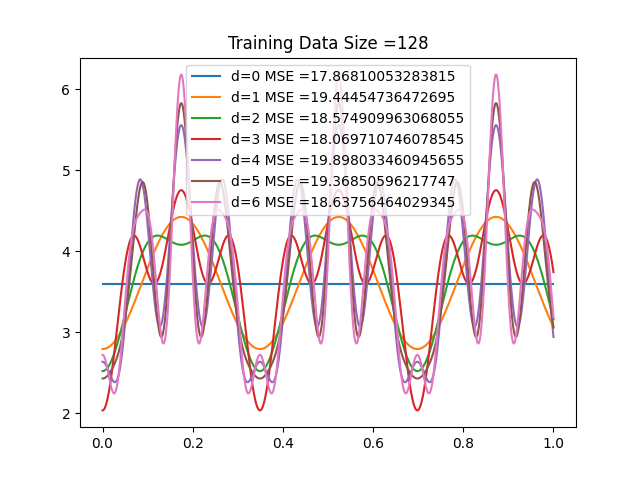 Training Data Size =128
d=0 MSE =17.86810053283815
d=1 MSE =19.44454736472695
d=2 MSE =18.574909963068055
d=3 MSE =18.069710746078545
d=4 MSE =19.898033460945655
d=5 MSE =19.36850596217747
d=6 MSE =18.63756464029345
6
5
4
3
2
0.0 0.2 0.4 0.6 0.8 1.0